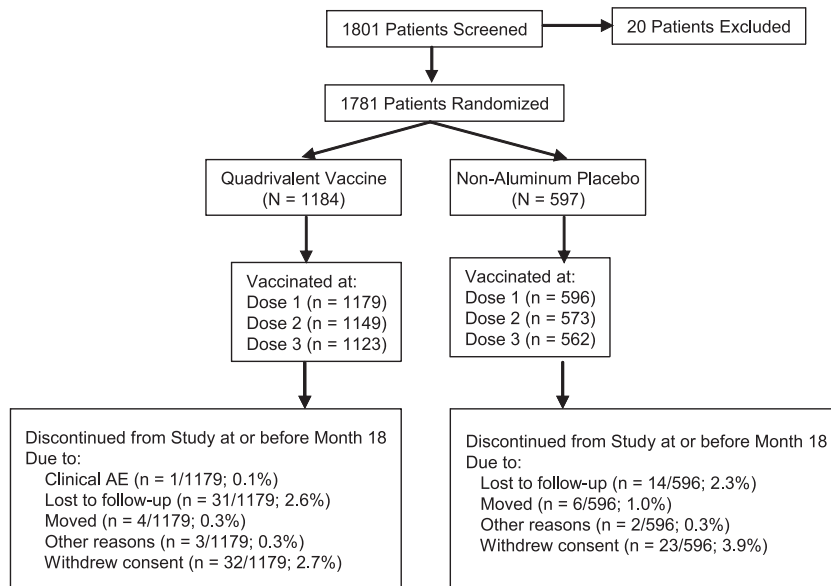 1801 Patients Screened
20 Patients Excluded
1781 Patients Randomized
Quadrivalent Vaccine
(N = 1184)
Non-Aluminum Placebo
(N = 597)
Vaccinated at:
Dose 1 (n = 1179)
Dose 2 (n = 1149)
Dose 3 (n = 1123)
Vaccinated at:
Dose 1 (n = 596)
Dose 2 (n = 573)
Dose 3 (n = 562)
Discontinued from Study at or before Month 18
Due to:
Clinical AE (n = 1/1179; 0.1%)
Lost to follow-up (n = 31/1179; 2.6%)
Moved (n = 4/1179; 0.3%)
Other reasons (n = 3/1179; 0.3%)
Withdrew consent (n = 32/1179; 2.7%)
Discontinued from Study at or before Month 18
Due to:
Lost to follow-up (n = 14/596; 2.3%)
Moved (n = 6/596; 1.0%)
Other reasons (n = 2/596; 0.3%)
Withdrew consent (n = 23/596; 3.9%)